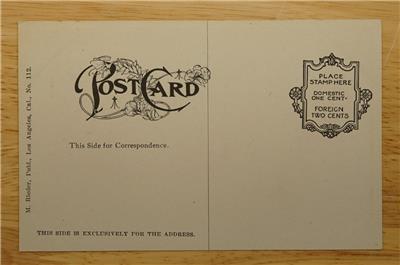 POST CARD
This Side for Correspondence.
THIS SIDE IS EXCLUSIVELY FOR THE ADDRESS.
M. Rieder, Publ., Los Angeles, Cal., No. 112.
PLACE
STAMP HERE
DOMESTIC
ONE CENT
FOREIGN
TWO CENTS